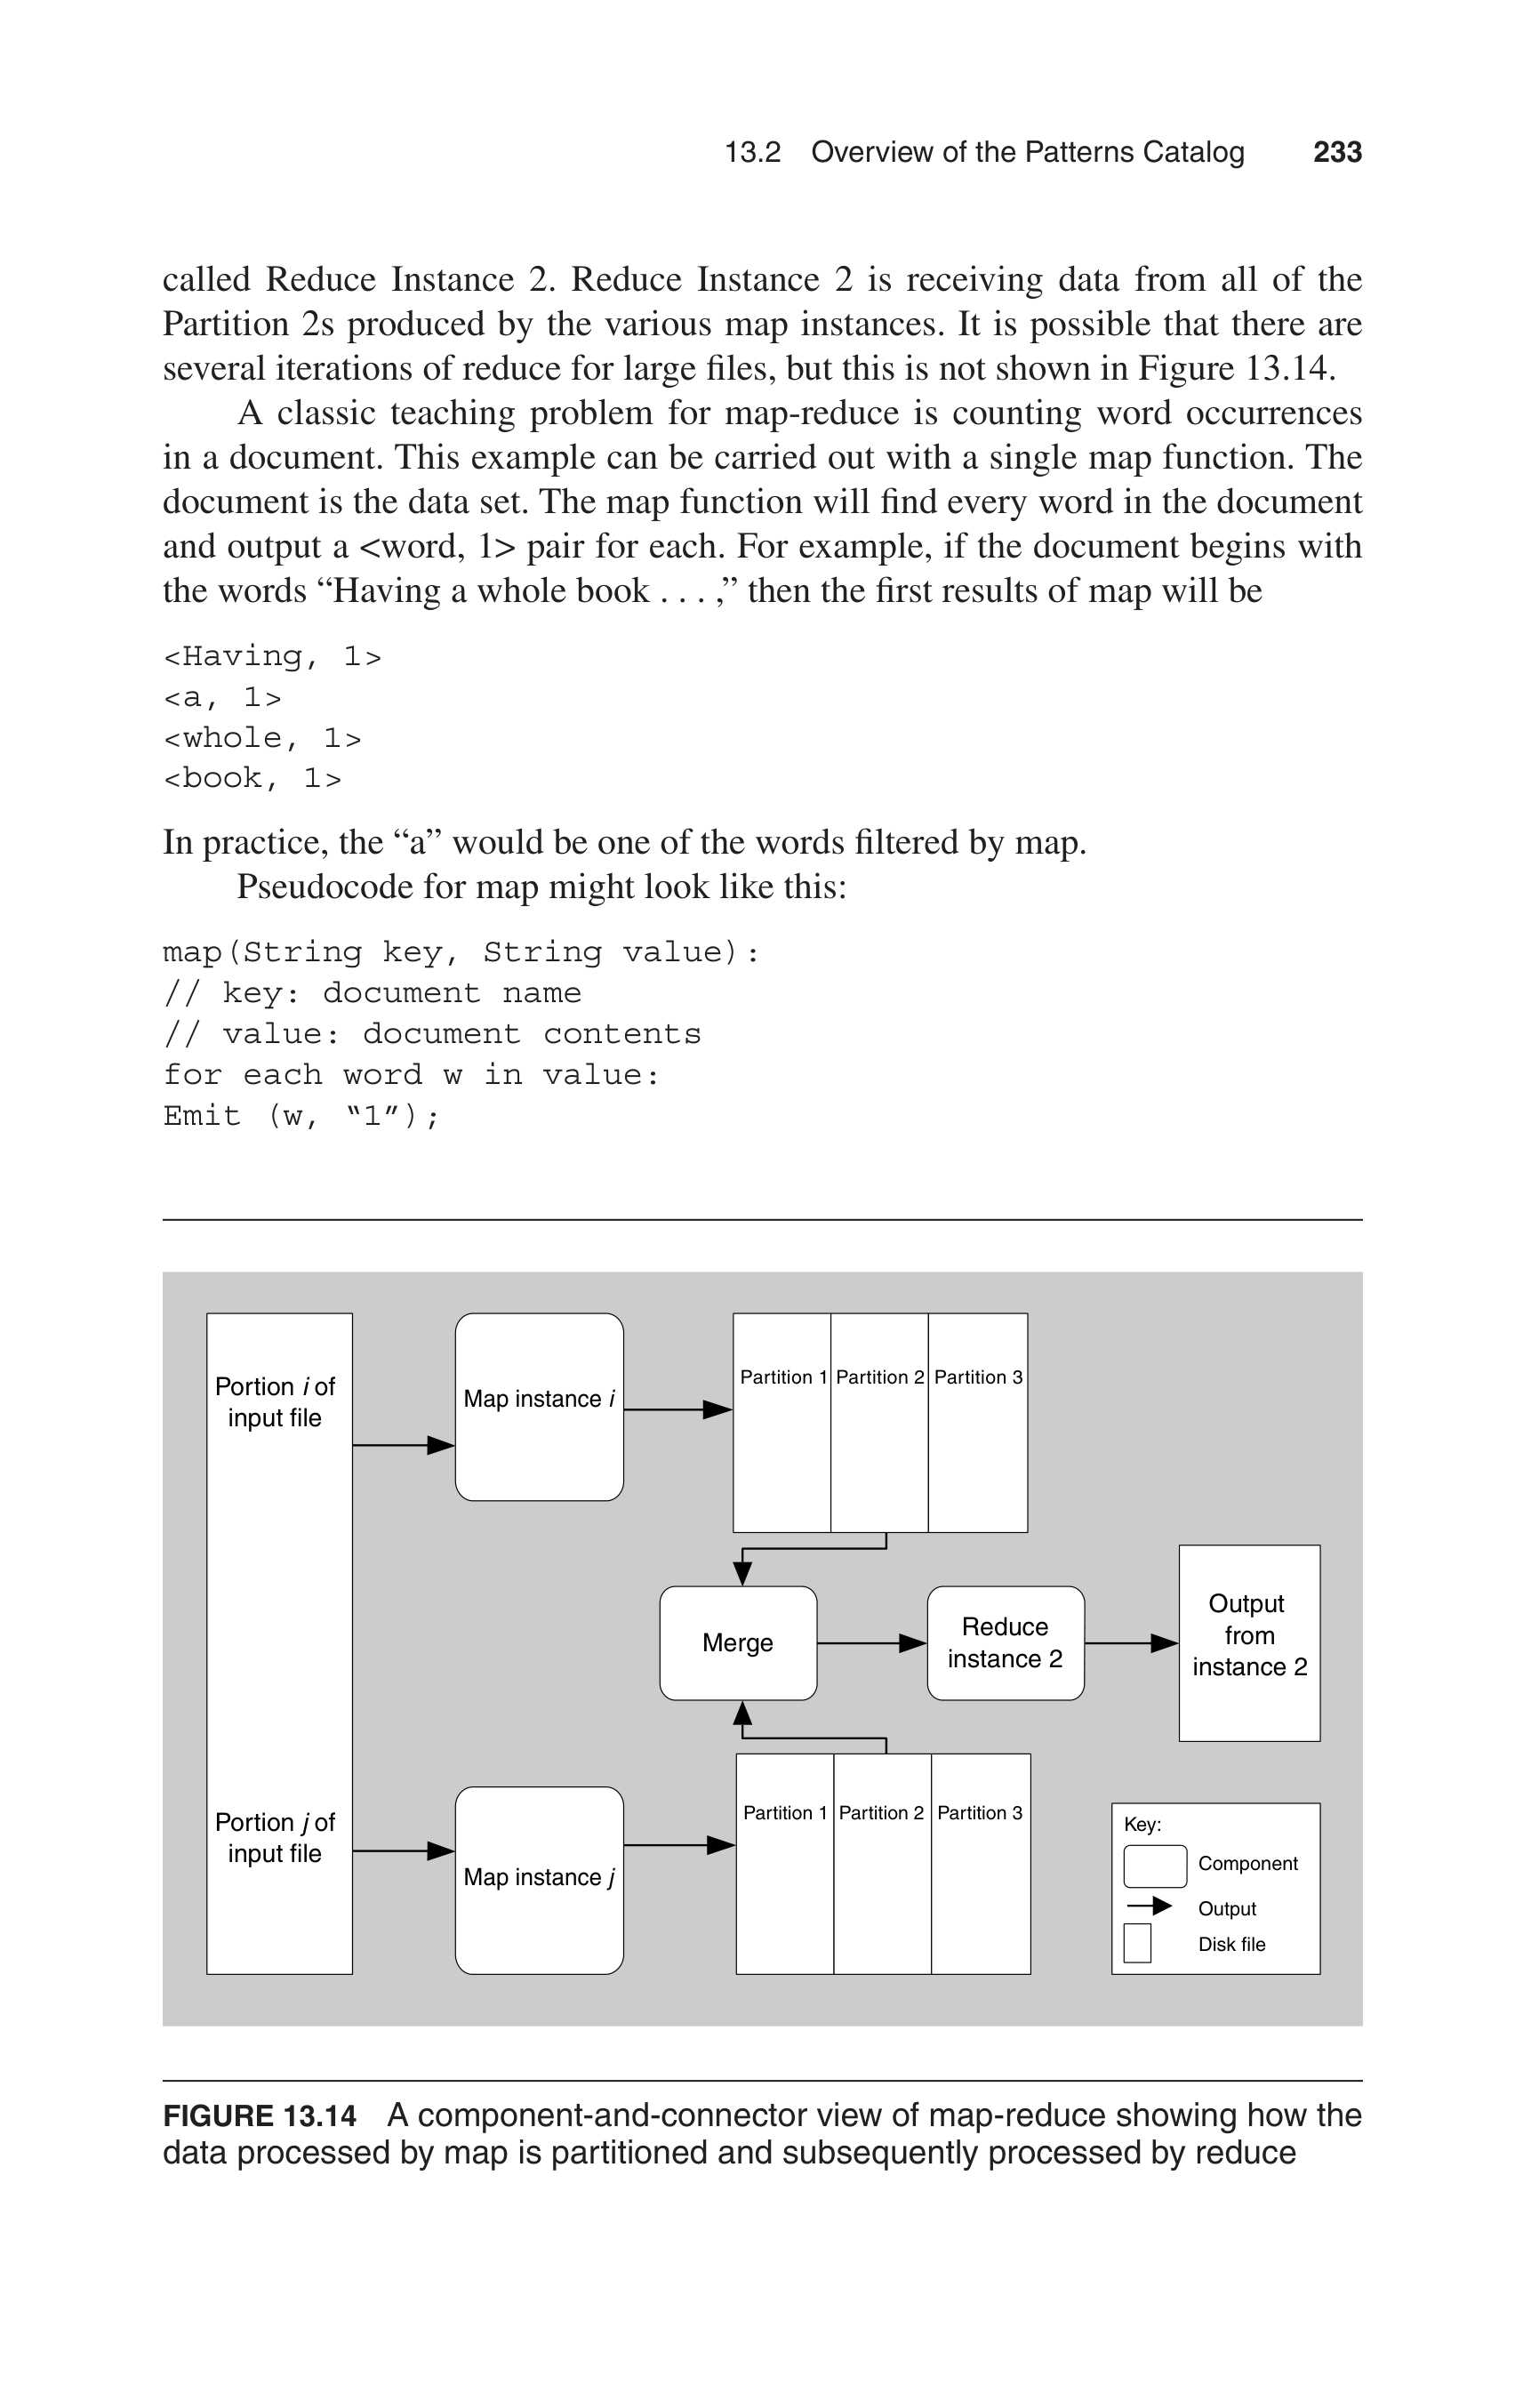 13.2 Overview of the Patterns Catalog 233
called Reduce Instance 2. Reduce Instance 2 is receiving data from all of the
Partition 2s produced by the various map instances. It is possible that there are
several iterations of reduce for large files, but this is not shown in Figure 13.14.
A classic teaching problem for map-reduce is counting word occurrences
in a document. This example can be carried out with a single map function. The
document is the data set. The map function will find every word in the document
and output a <word, 1> pair for each. For example, if the document begins with
the words “Having a whole book . . . ,” then the first results of map will be
<Having, 1>
<a, 1>
<whole, 1>
<book, 1>
In practice, the “a” would be one of the words filtered by map.
Pseudocode for map might look like this:
map(String key, String value):
// key: document name
// value: document contents
for each word w in value:
Emit (w, “1”);
Portion i of
input file
Map instance i
Partition 1 Partition 2 Partition 3
Merge
Reduce
instance 2
Output
from
instance 2
Portion j of
input file
Map instance j
Partition 1 Partition 2 Partition 3
Key:
Component
Output
Disk file
FIGURE 13.14 A component-and-connector view of map-reduce showing how the
data processed by map is partitioned and subsequently processed by reduce